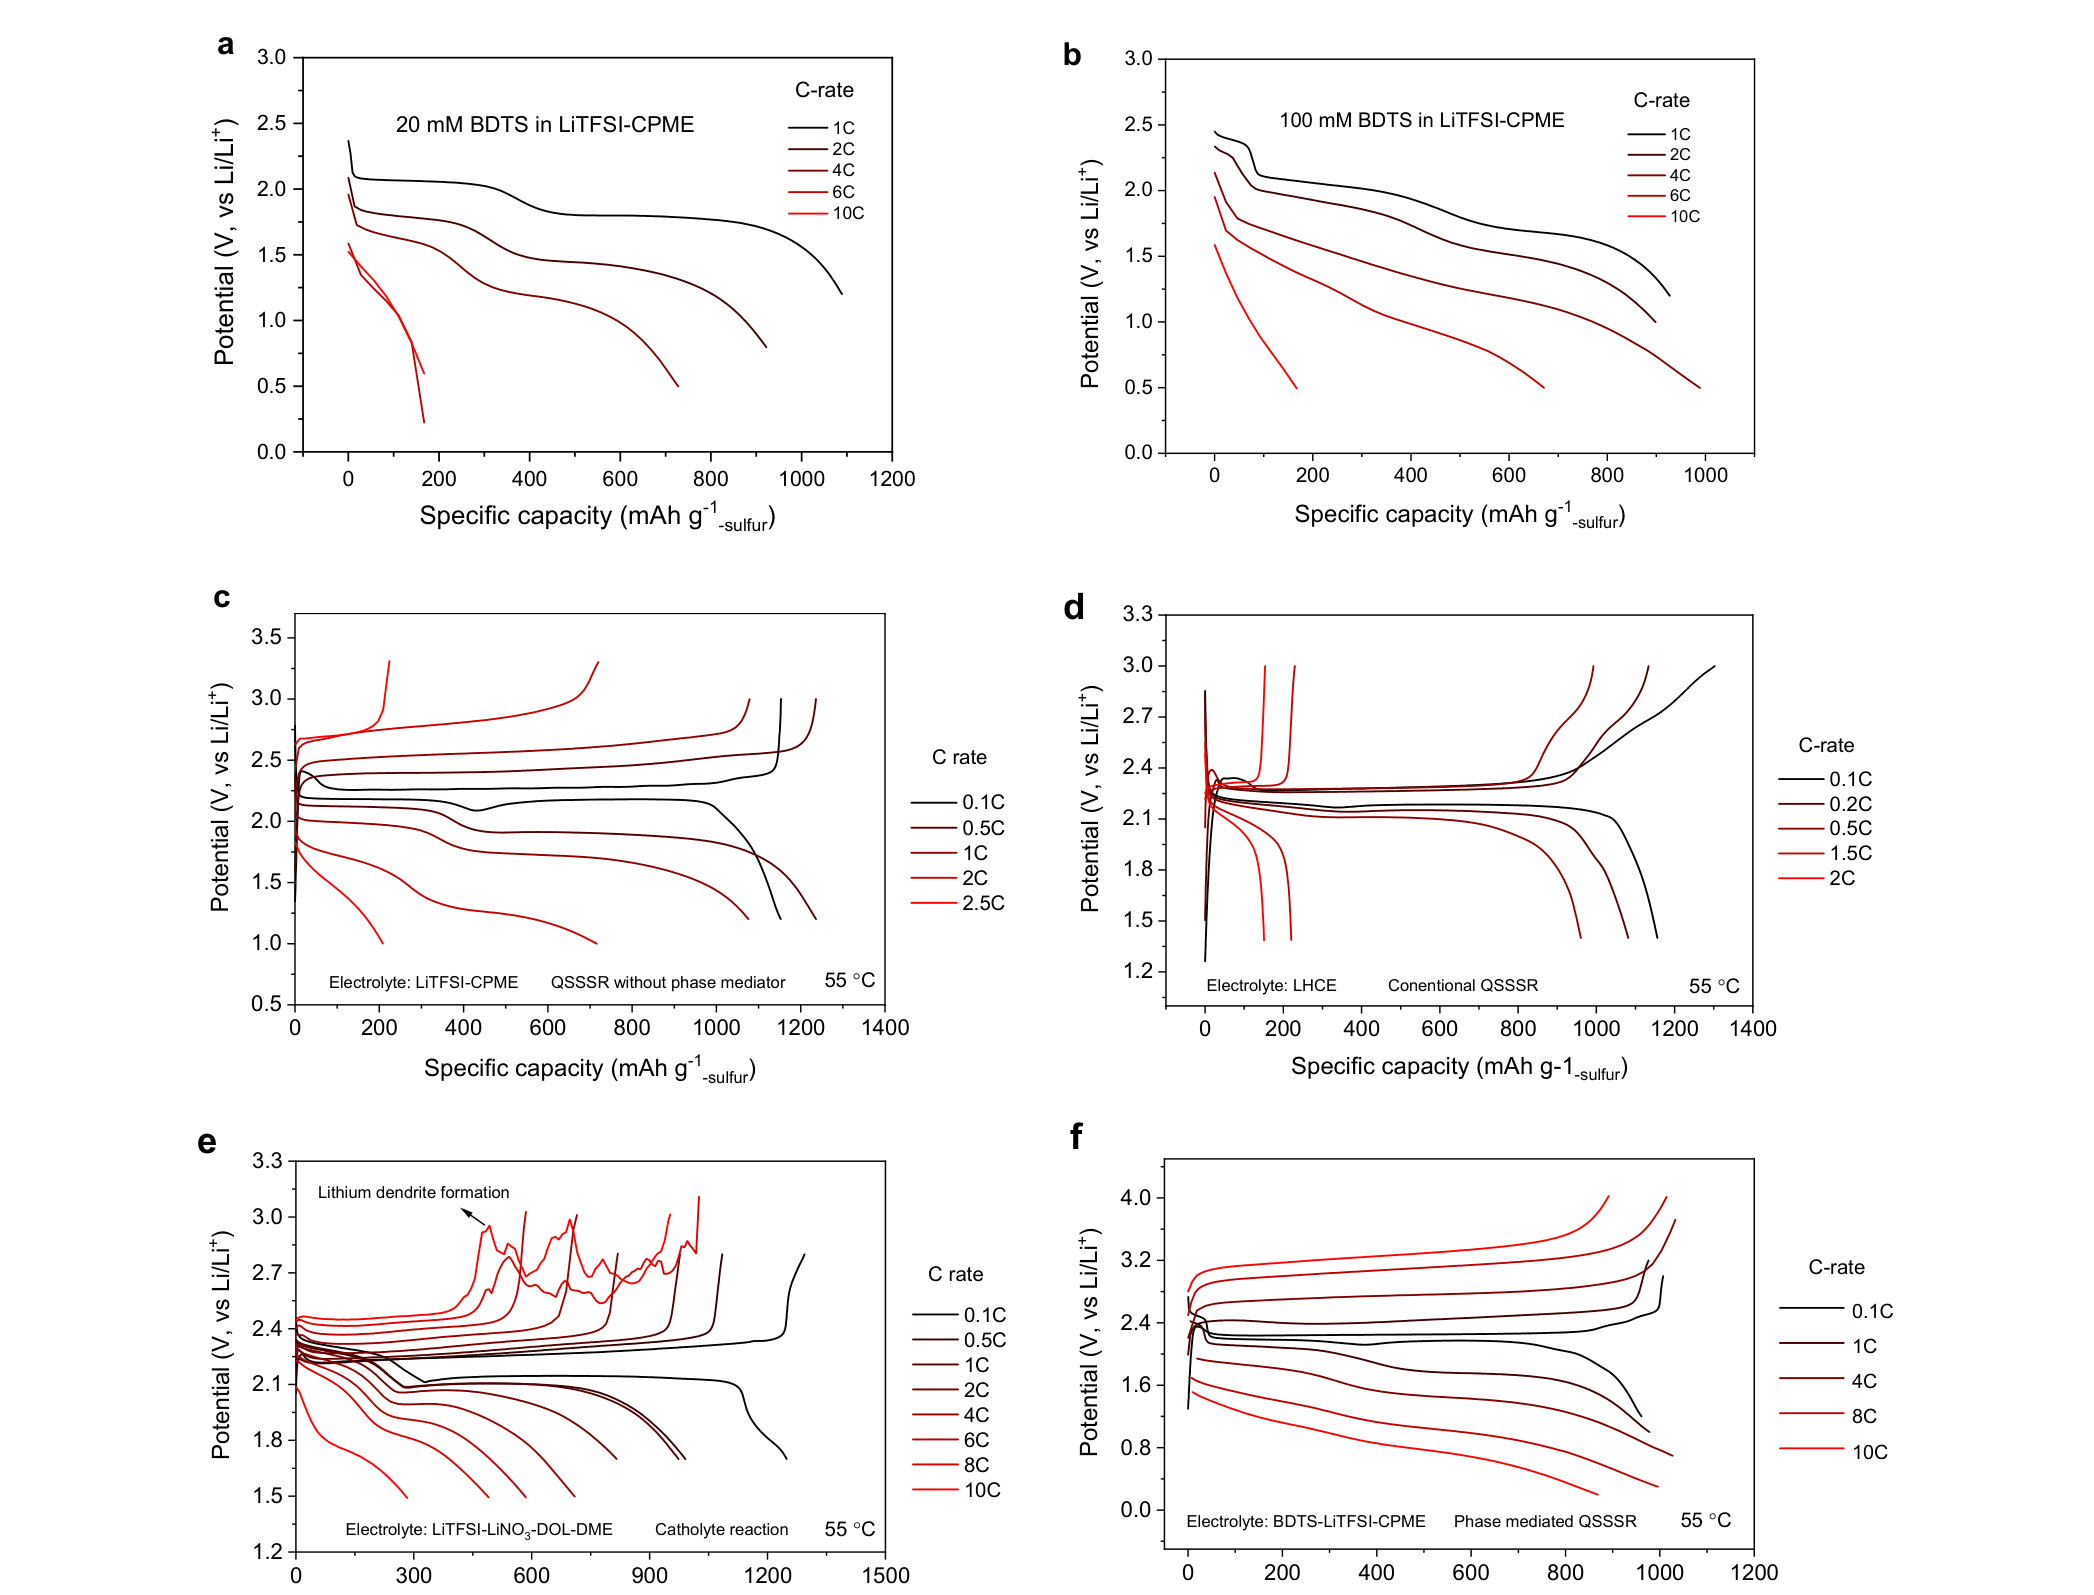 a
3.0
2.5
2.0
1.5
1.0
0.5
0.0
0 200 400 600 800 1000 1200
Potential (V, vs Li/Li+)
Specific capacity (mAh g-1-sulfur)
20 mM BDTS in LiTFSI-CPME
C-rate
1C
2C
4C
6C
10C
b
3.0
2.5
2.0
1.5
1.0
0.5
0.0
0 200 400 600 800 1000
Potential (V, vs Li/Li+)
Specific capacity (mAh g-1-sulfur)
100 mM BDTS in LiTFSI-CPME
C-rate
1C
2C
4C
6C
10C
c
3.5
3.0
2.5
2.0
1.5
1.0
0.5
0 200 400 600 800 1000 1200 1400
Potential (V, vs Li/Li+)
Specific capacity (mAh g-1-sulfur)
Electrolyte: LiTFSI-CPME QSSSR without phase mediator 55 °C
C rate
0.1C
0.5C
1C
2C
2.5C
d
3.3
3.0
2.7
2.4
2.1
1.8
1.5
1.2
0 200 400 600 800 1000 1200 1400
Potential (V, vs Li/Li+)
Specific capacity (mAh g-1-sulfur)
Electrolyte: LHCE Conentional QSSSR 55 °C
C-rate
0.1C
0.2C
0.5C
1.5C
2C
e
3.3
3.0
2.7
2.4
2.1
1.8
1.5
1.2
0 300 600 900 1200 1500
Potential (V, vs Li/Li+)
Lithium dendrite formation
Electrolyte: LiTFSI-LiNO3-DOL-DME Catholyte reaction 55 °C
C rate
0.1C
0.5C
1C
2C
4C
6C
8C
10C
f
4.0
3.2
2.4
1.6
0.8
0.0
0 200 400 600 800 1000 1200
Potential (V, vs Li/Li+)
Electrolyte: BDTS-LiTFSI-CPME Phase mediated QSSSR 55 °C
C-rate
0.1C
1C
4C
8C
10C